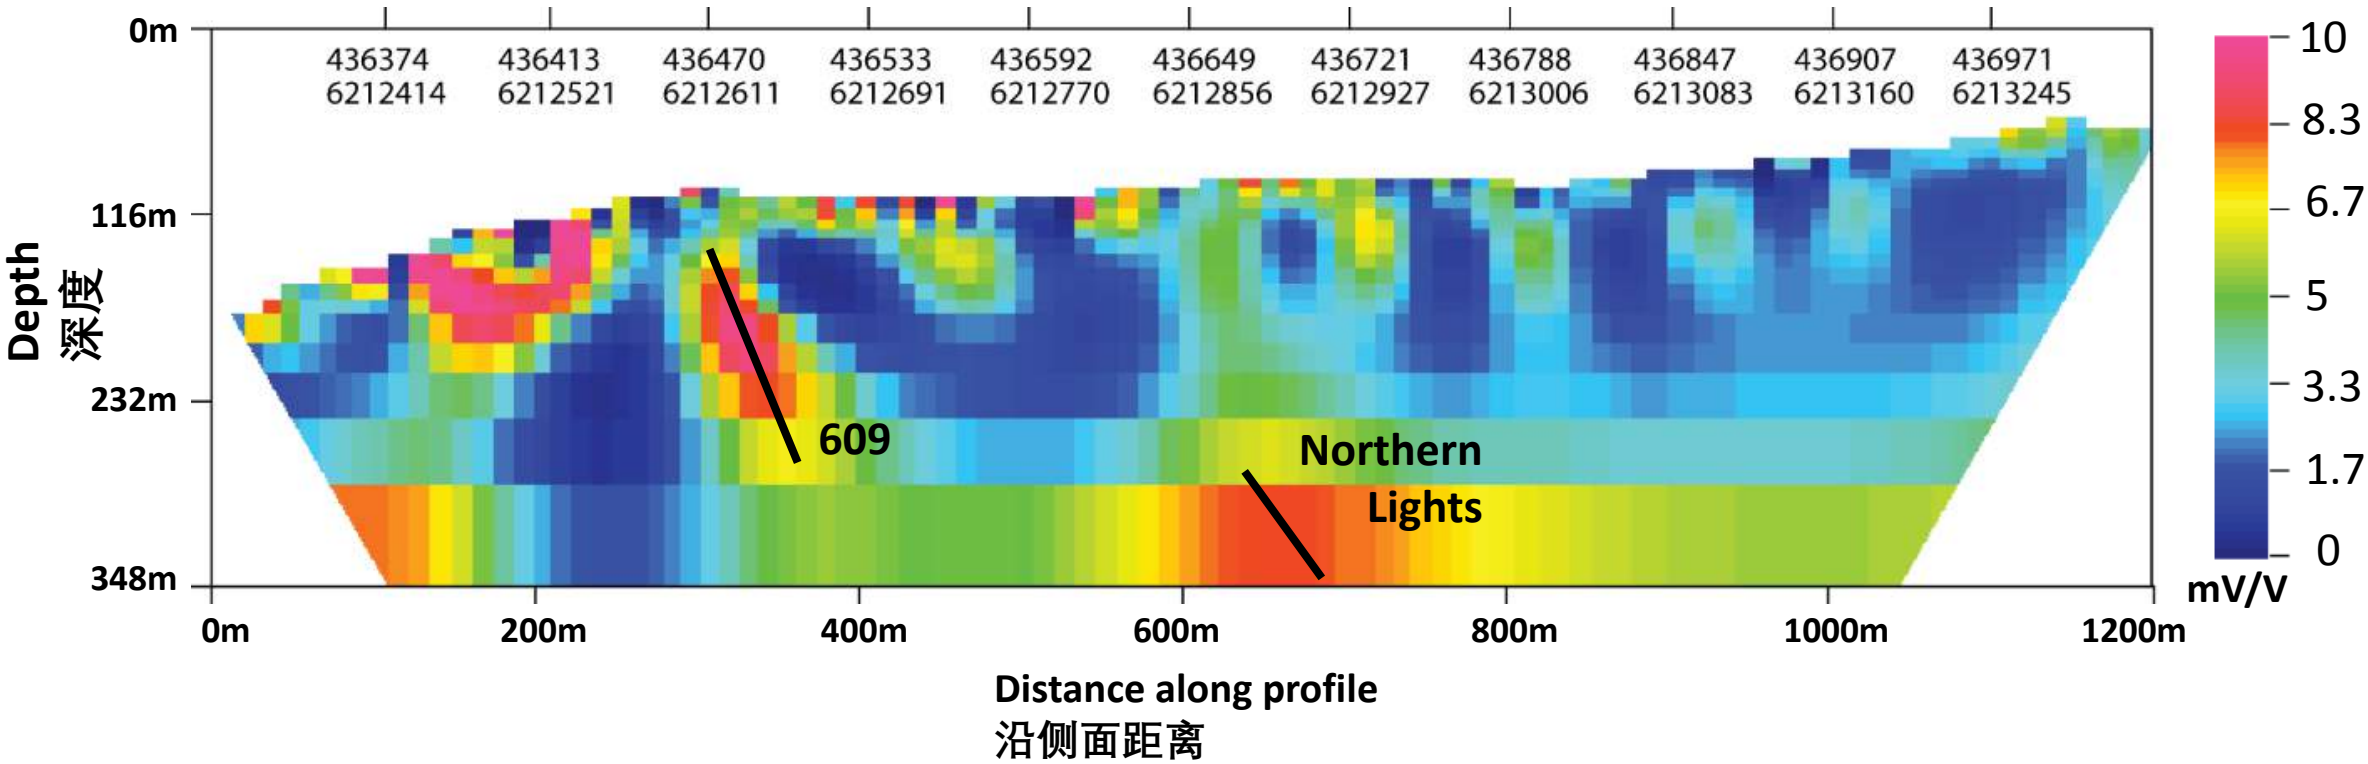 0m
436374 436413 436470 436533 436592 436649 436721 436788 436847 436907 436971
6212414 6212521 6212611 6212691 6212770 6212856 6212927 6213006 6213083 6213160 6213245
116m
232m
348m
Depth
深度
609
Northern
Lights
0m 200m 400m 600m 800m 1000m 1200m
Distance along profile
沿侧面距离
10
8.3
6.7
5
3.3
1.7
0
mV/V